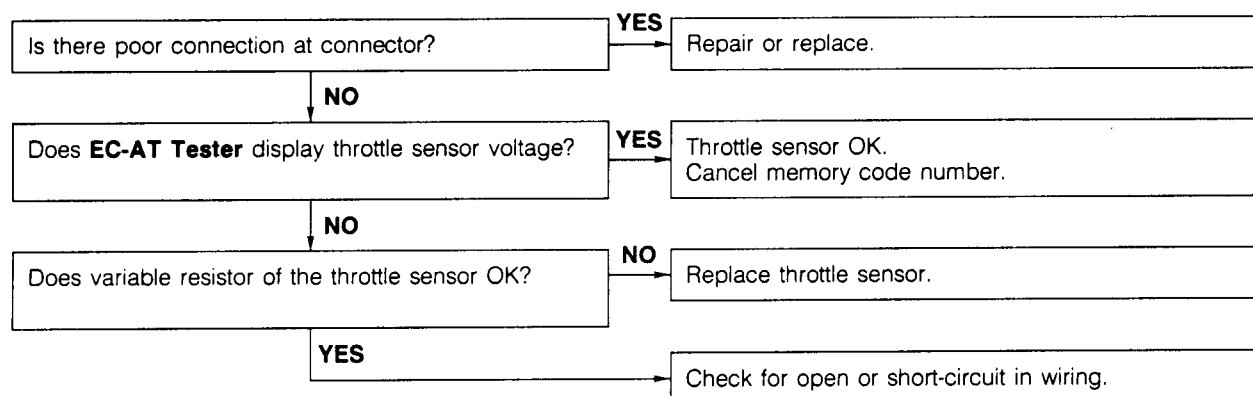 Is there poor connection at connector?
YES
Repair or replace.
NO
Does EC-AT Tester display throttle sensor voltage?
YES
Throttle sensor OK.
Cancel memory code number.
NO
Does variable resistor of the throttle sensor OK?
NO
Replace throttle sensor.
YES
Check for open or short-circuit in wiring.